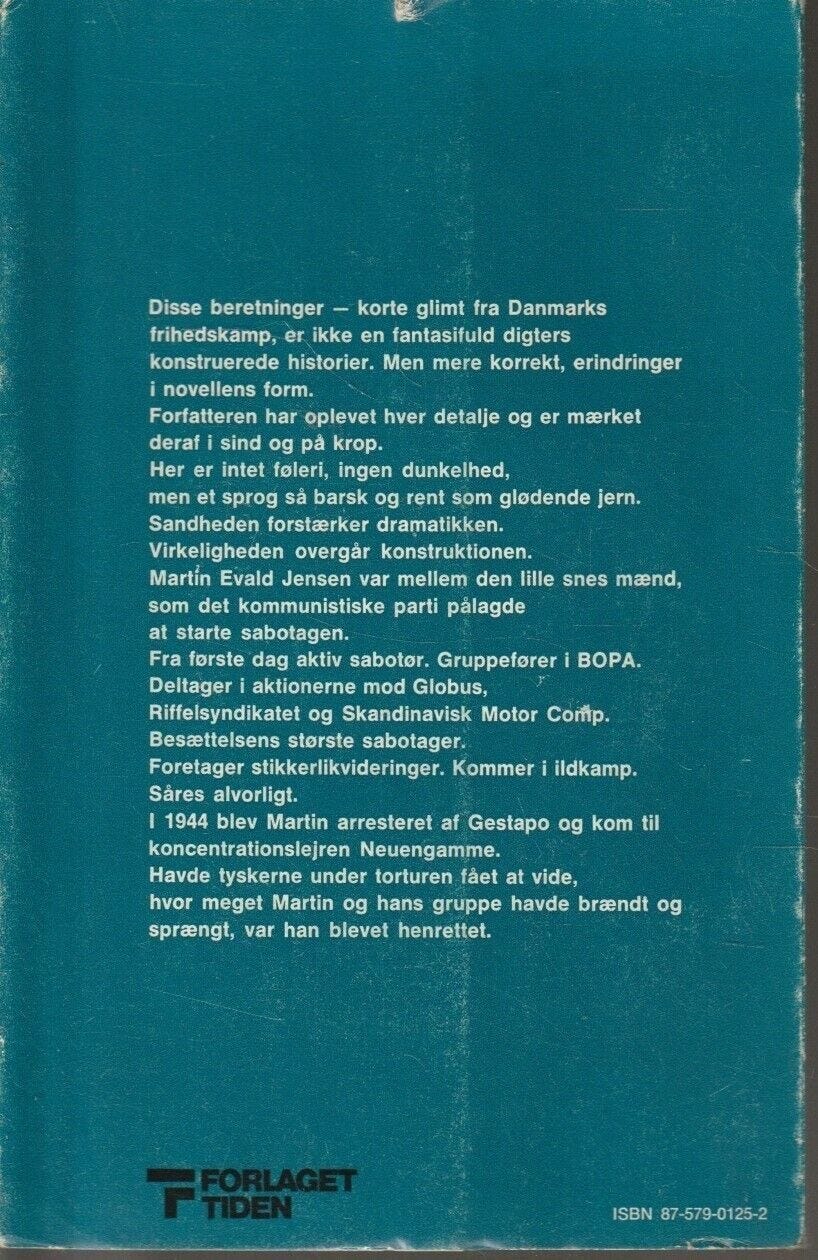 Disse beretninger – korte glimt fra Danmarks
frihedskamp, er ikke en fantasifuld digters
konstruerede historier. Men mere korrekt, erindringer
i novellens form.
Forfatteren har oplevet hver detalje og er mærket
deraf i sind og på krop.
Her er intet føleri, ingen dunkelhed,
men et sprog så barsk og rent som glødende jern.
Sandheden forstærker dramatikken.
Virkeligheden overgår konstruktionen.
Martin Evald Jensen var mellem den lille snes mænd,
som det kommunistiske parti pålagde
at starte sabotagen.
Fra første dag aktiv sabotør. Gruppefører i BOPA.
Deltager i aktionerne mod Globus,
Riffelsyndikatet og Skandinavisk Motor Comp.
Besættelsens største sabotager.
Foretager stikkerlikvideringer. Kommer i ildkamp.
Såres alvorligt.
I 1944 blev Martin arresteret af Gestapo og kom til
koncentrationslejren Neuengamme.
Havde tyskerne under torturen fået at vide,
hvor meget Martin og hans gruppe havde brændt og
sprængt, var han blevet henrettet.
FORLAGET
TIDEN
ISBN 87-579-0125-2